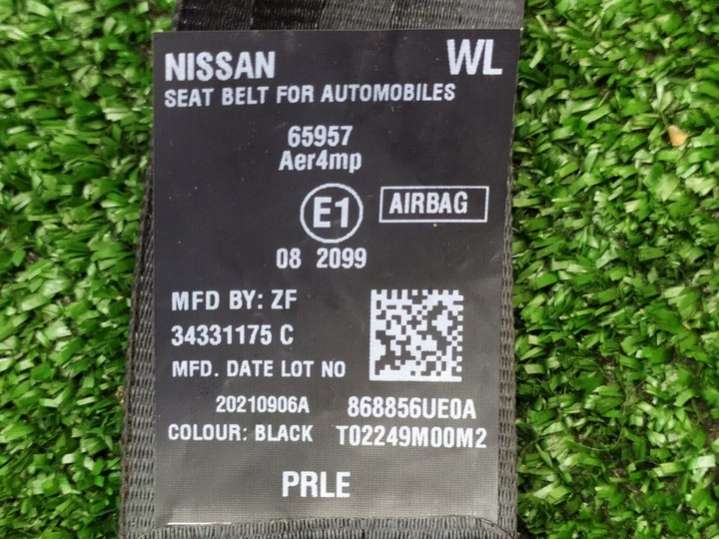 NISSAN WL
SEAT BELT FOR AUTOMOBILES
65957
Aer4mp
E1 AIRBAG
08 2099
MFD BY: ZF
34331175 C
MFD. DATE LOT NO
20210906A 868856UE0A
COLOUR: BLACK T02249M00M2
PRLE